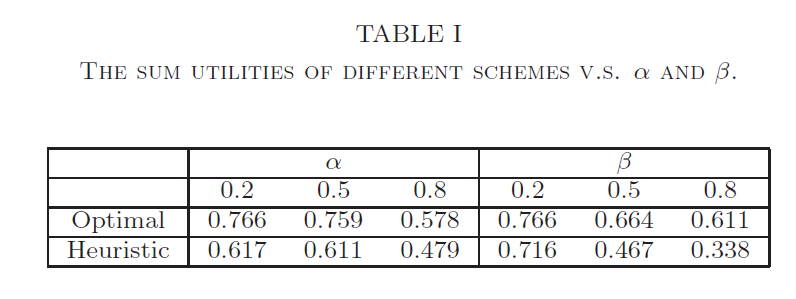 TABLE I
THE SUM UTILITIES OF DIFFERENT SCHEMES V.S. α AND β.
α β
0.2 0.5 0.8 0.2 0.5 0.8
Optimal 0.766 0.759 0.578 0.766 0.664 0.611
Heuristic 0.617 0.611 0.479 0.716 0.467 0.338